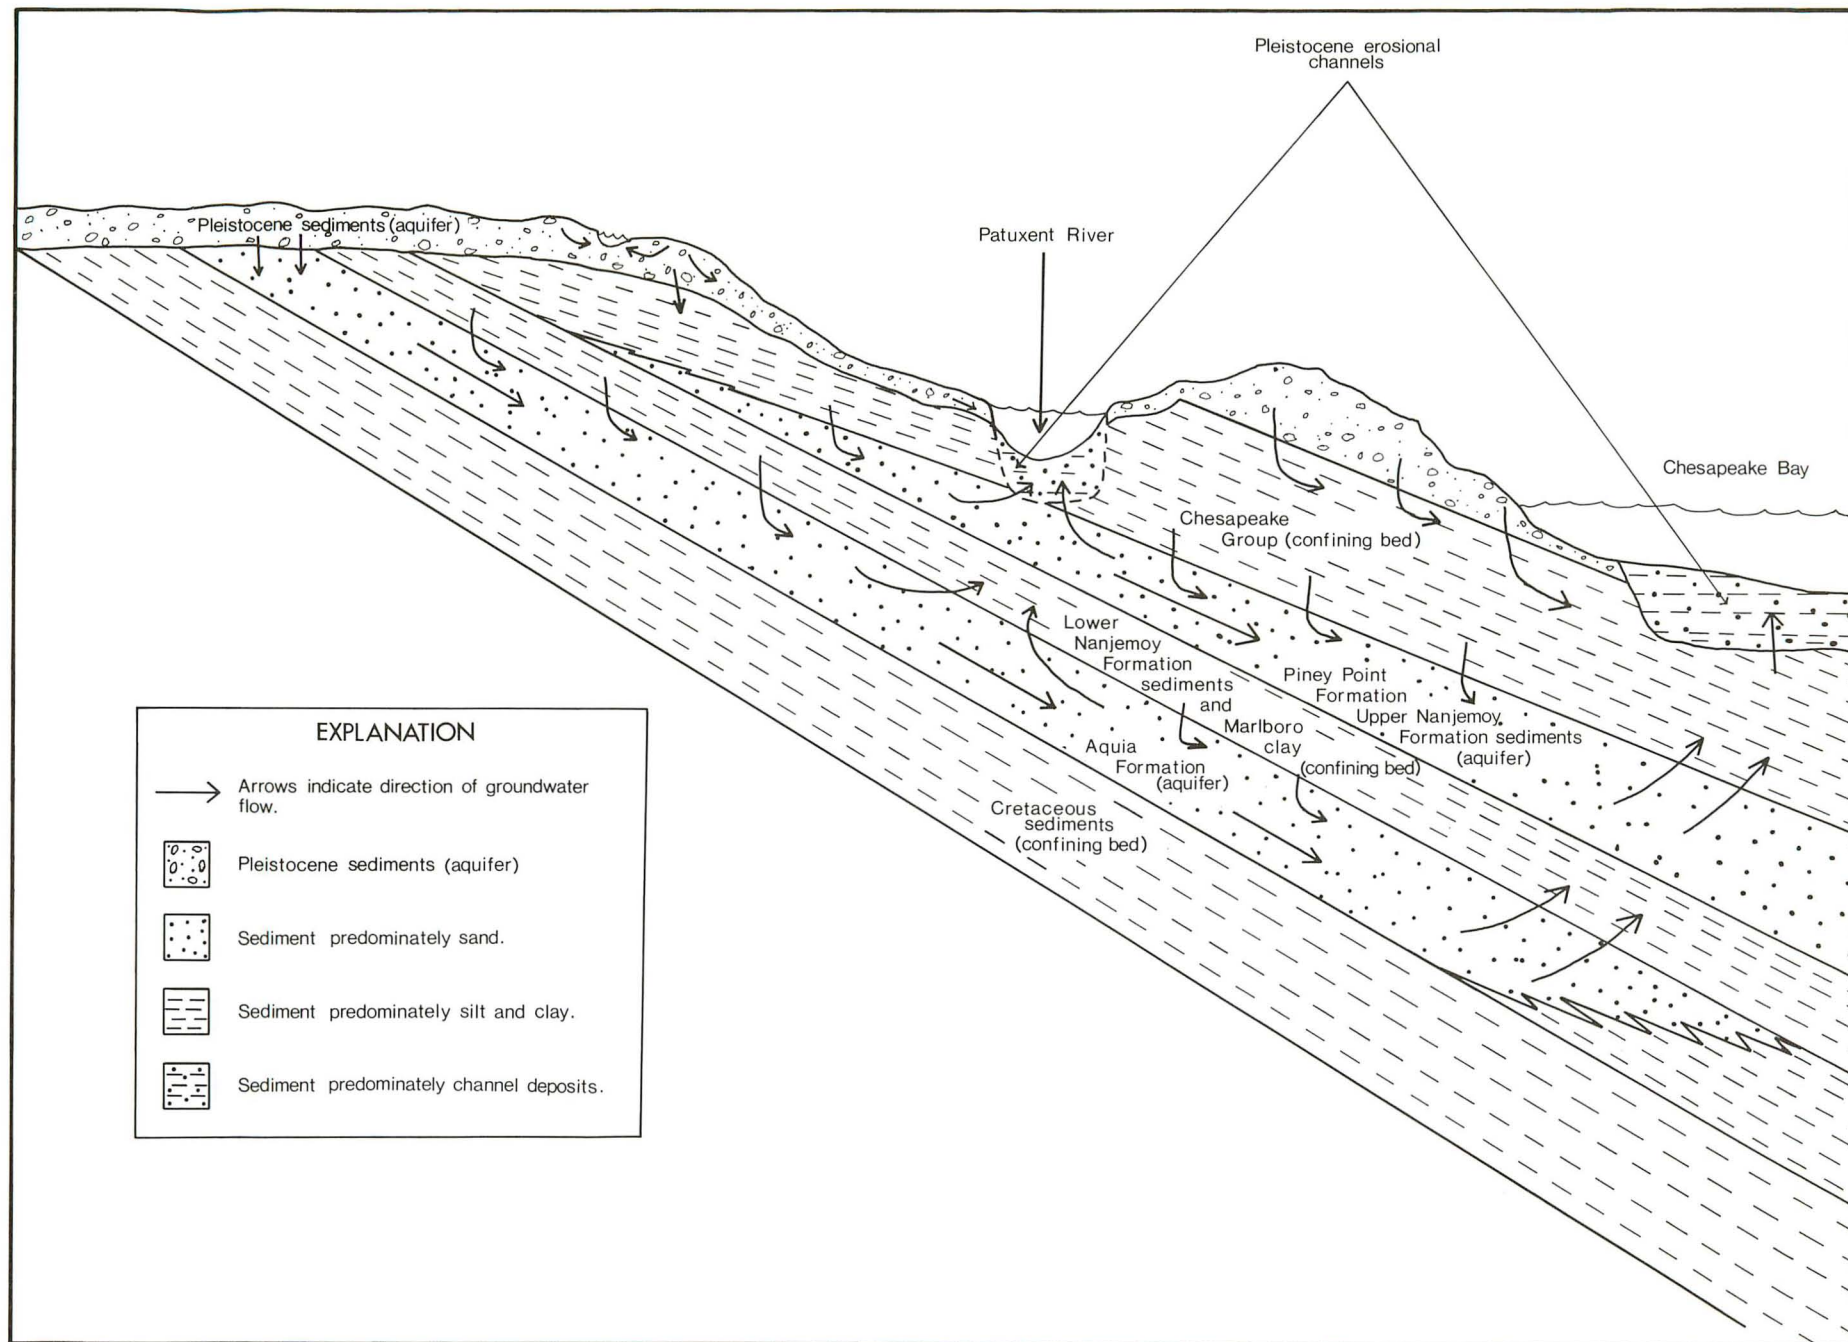 Pleistocene erosional
channels
Pleistocene sediments (aquifer)
Patuxent River
Chesapeake Bay
Chesapeake
Group (confining bed)
Lower
Nanjemoy
Formation
sediments
and
Marlboro
clay
(confining bed)
Piney Point
Formation
Upper Nanjemoy
Formation sediments
(aquifer)
Aquia
Formation
(aquifer)
Cretaceous
sediments
(confining bed)
EXPLANATION
Arrows indicate direction of groundwater
flow.
Pleistocene sediments (aquifer)
Sediment predominately sand.
Sediment predominately silt and clay.
Sediment predominately channel deposits.